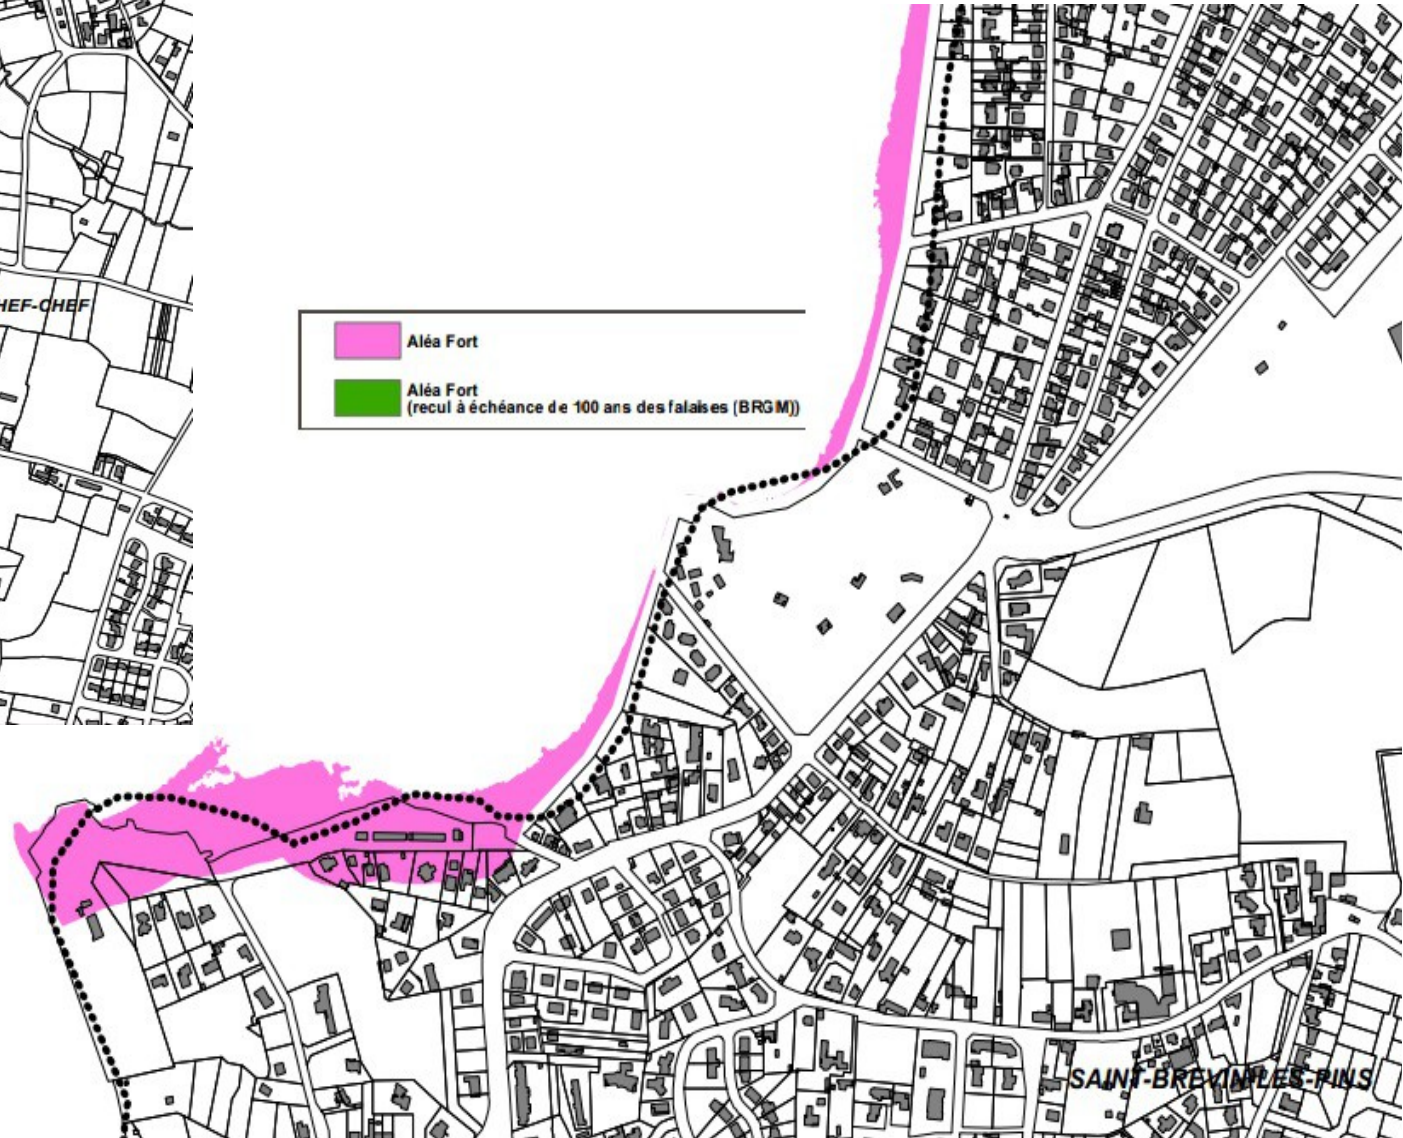 HEF-CHEF
Aléa Fort
Aléa Fort
(recul à échéance de 100 ans des falaises (BRGM))
SAINT-BREVIN-LES-PINS